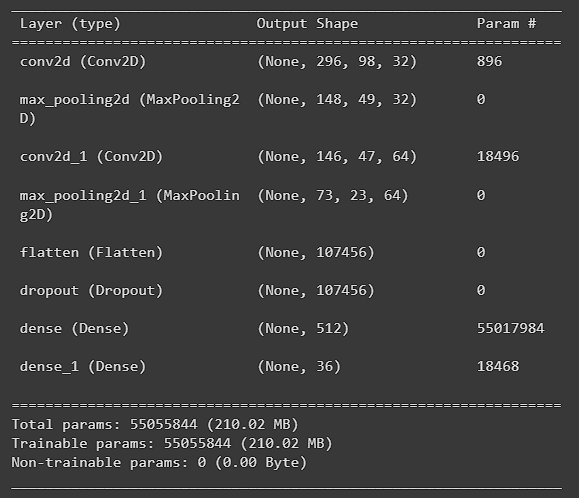 Layer (type) Output Shape Param #
=================================================================
conv2d (Conv2D) (None, 296, 98, 32) 896
max_pooling2d (MaxPooling2 (None, 148, 49, 32) 0
D)
conv2d_1 (Conv2D) (None, 146, 47, 64) 18496
max_pooling2d_1 (MaxPoolin (None, 73, 23, 64) 0
g2D)
flatten (Flatten) (None, 107456) 0
dropout (Dropout) (None, 107456) 0
dense (Dense) (None, 512) 55017984
dense_1 (Dense) (None, 36) 18468
=================================================================
Total params: 55055844 (210.02 MB)
Trainable params: 55055844 (210.02 MB)
Non-trainable params: 0 (0.00 Byte)